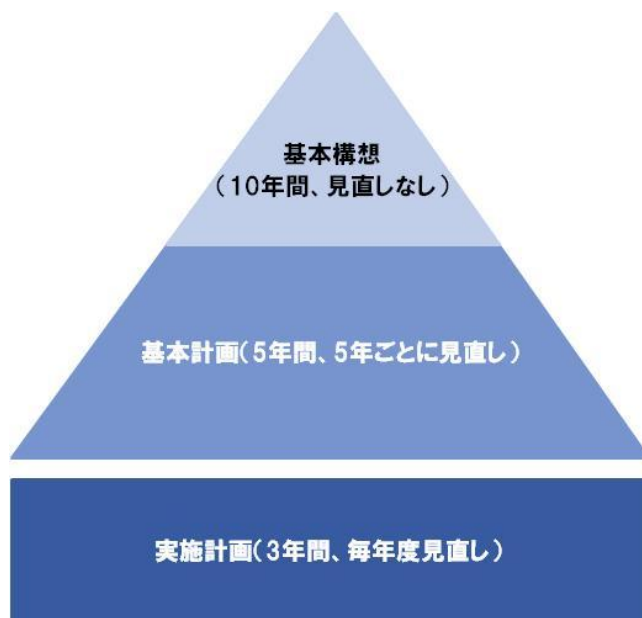 基本構想
（10年間、見直しなし）
基本計画（5年間、5年ごとに見直し）
実施計画（3年間、毎年度見直し）